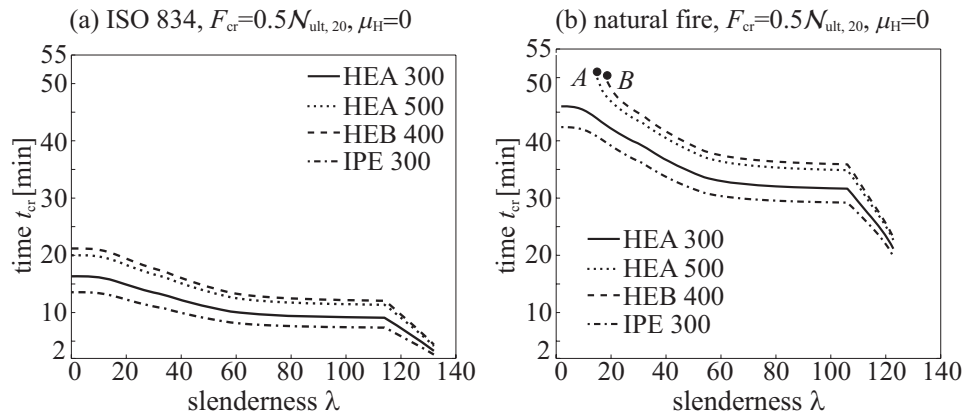 (a) ISO 834, F_cr=0.5N_ult, 20, μ_H=0
55
50
40
30
20
10
2
time t_cr [min]
HEA 300
HEA 500
HEB 400
IPE 300
0 20 40 60 80 100 120 140
slenderness λ
(b) natural fire, F_cr=0.5N_ult, 20, μ_H=0
55
50
40
30
20
10
2
time t_cr [min]
A B
HEA 300
HEA 500
HEB 400
IPE 300
0 20 40 60 80 100 120 140
slenderness λ